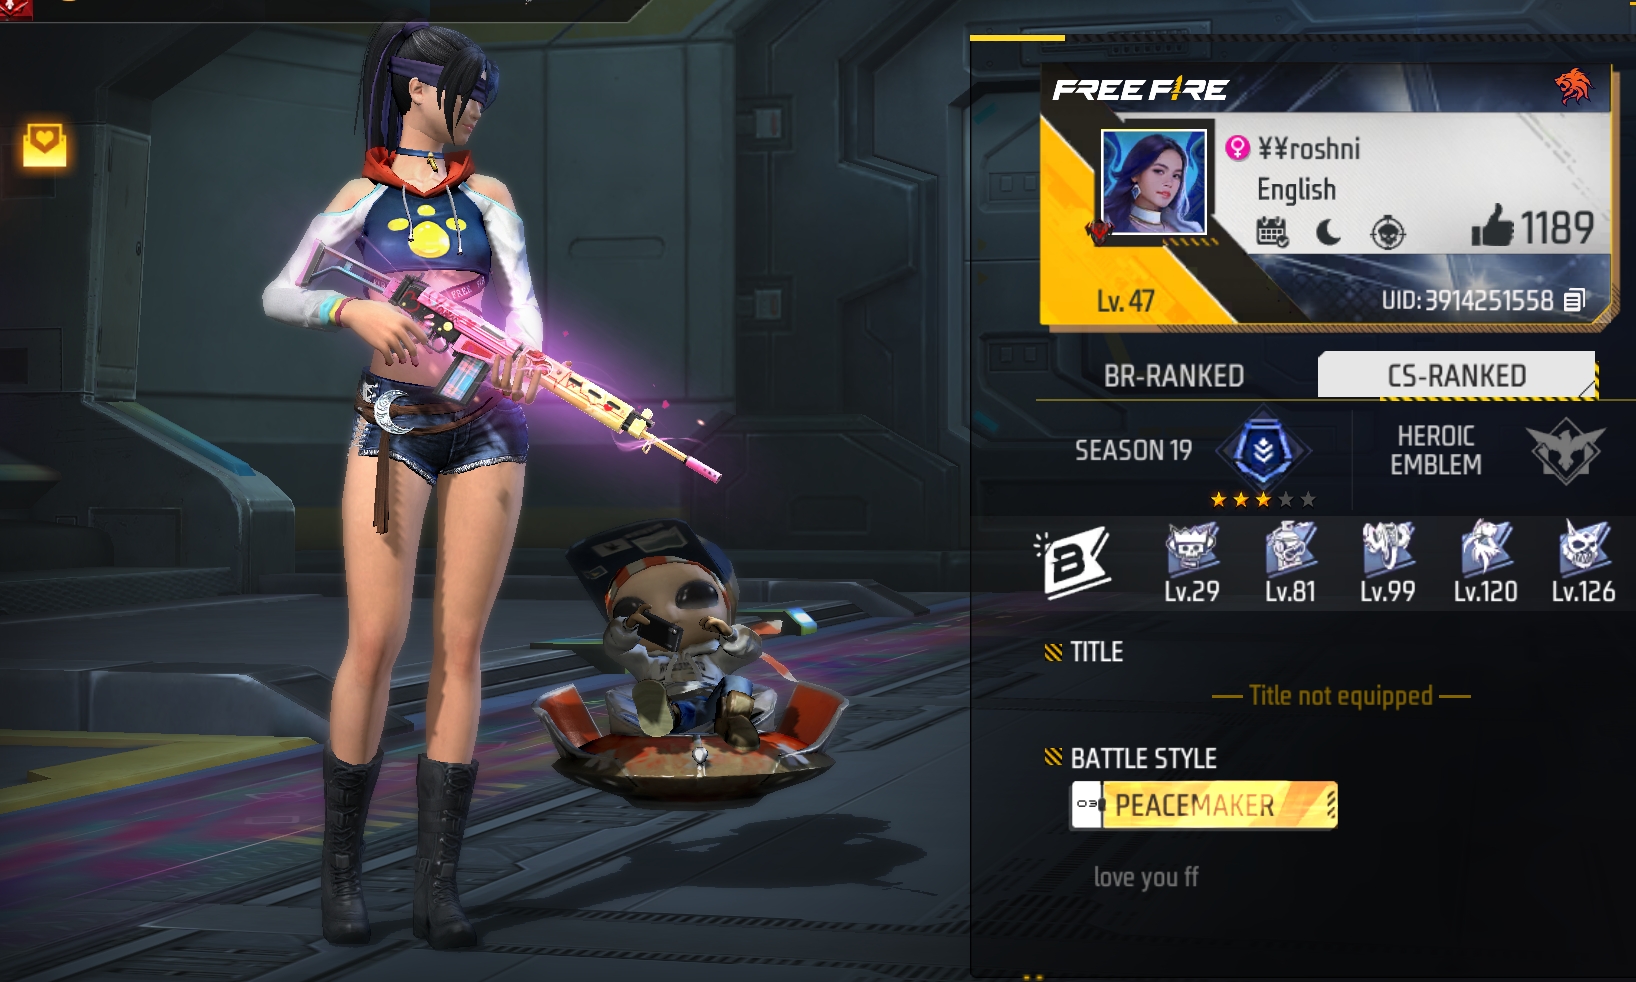 FREE FIRE
¥¥roshni
English
1189
Lv. 47
UID: 3914251558
BR-RANKED
CS-RANKED
SEASON 19
HEROIC
EMBLEM
B
Lv.29
Lv.81
Lv.99
Lv.120
Lv.126
TITLE
Title not equipped
BATTLE STYLE
PEACEMAKER
love you ff